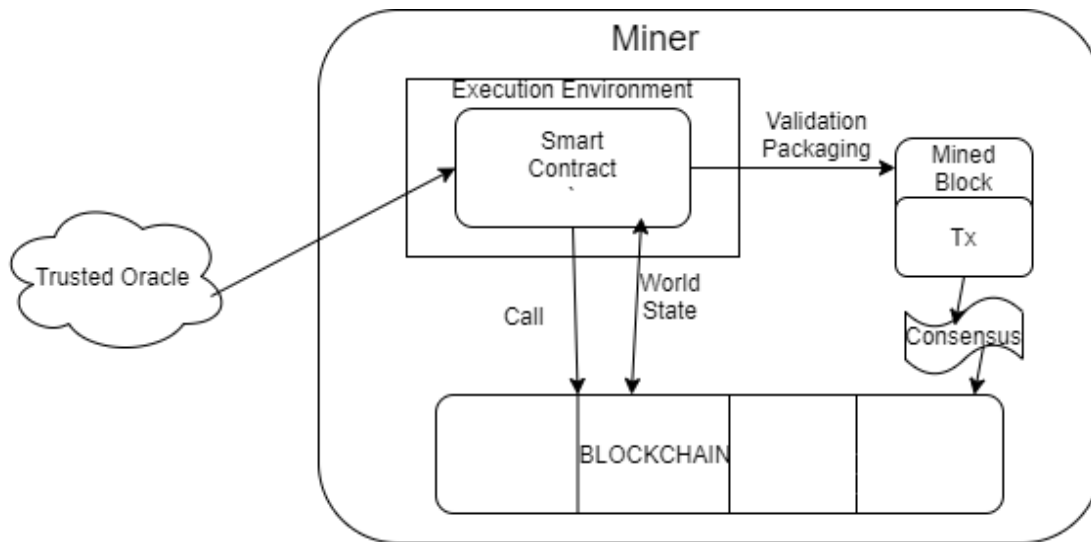 Miner
Execution Environment
Smart
Contract
`
Validation
Packaging
Mined
Block
Tx
Trusted Oracle
Call
World
State
Consensus
BLOCKCHAIN